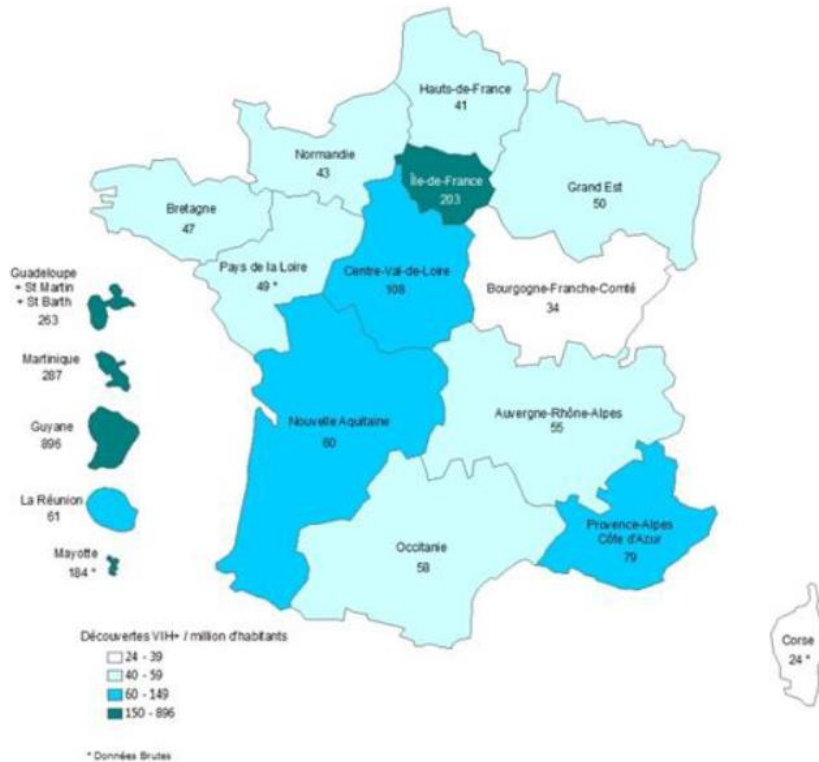 Hauts-de-France
41
Normandie
43
Île-de-France
203
Grand Est
50
Bretagne
47
Pays de la Loire
49 *
Centre-Val-de-Loire
108
Bourgogne-Franche-Comté
34
Guadeloupe
+ St Martin
+ St Barth
263
Martinique
287
Guyane
896
La Réunion
61
Mayotte
184 *
Nouvelle Aquitaine
60
Auvergne-Rhône-Alpes
55
Occitanie
58
Provence-Alpes
Côte d'Azur
79
Corse
24 *
Découvertes VIH+ / million d'habitants
24 - 39
40 - 59
60 - 149
150 - 896
* Données Brutes